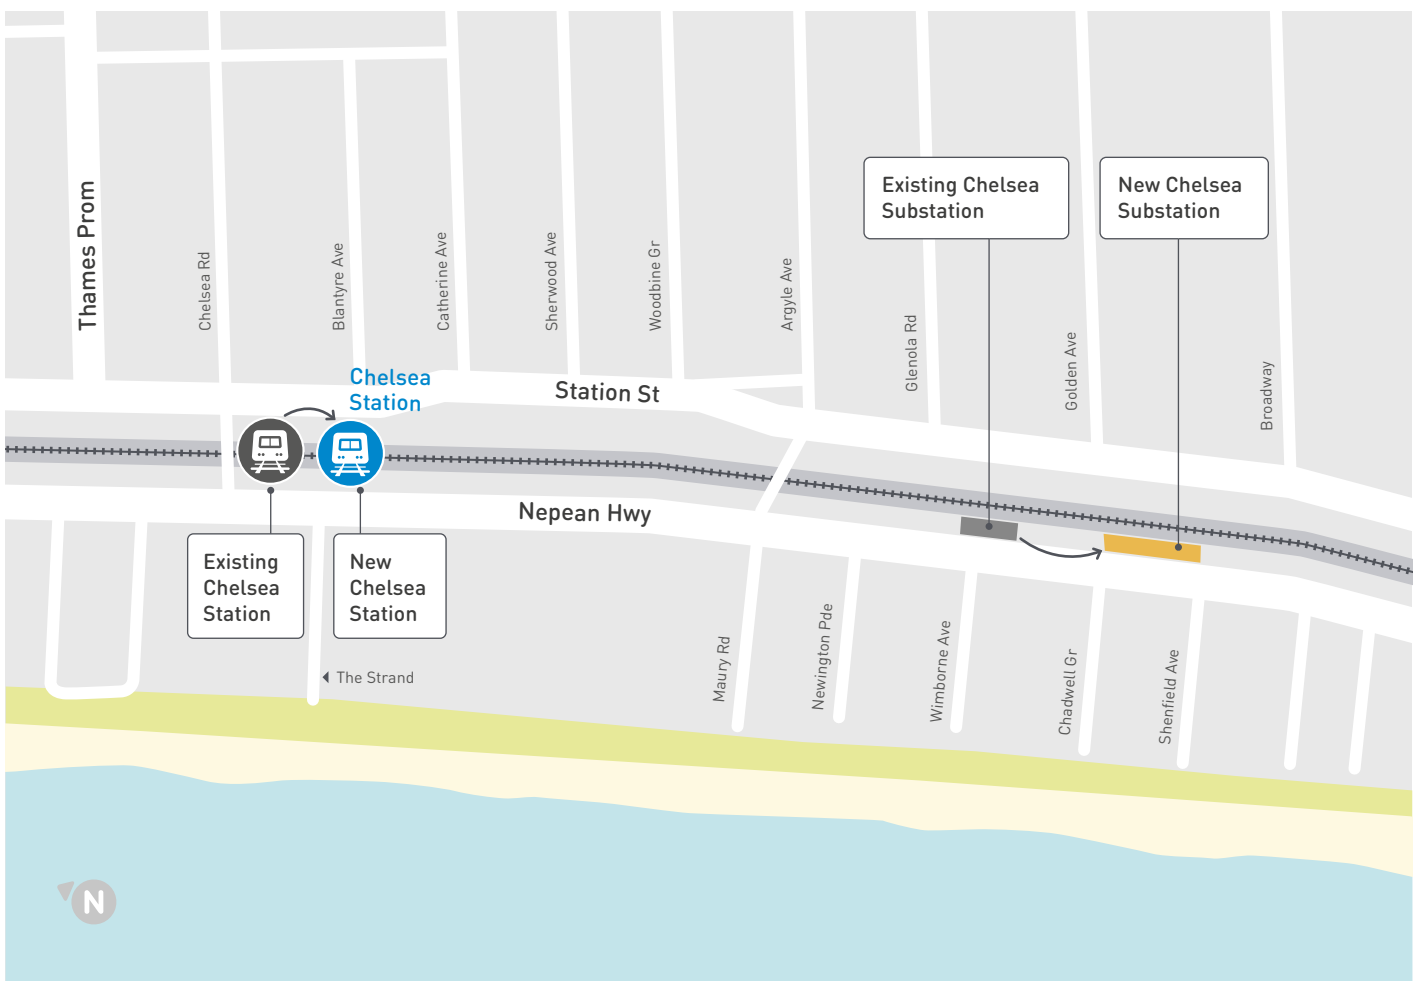 Existing Chelsea
Substation
New Chelsea
Substation
Thames Prom
Chelsea Rd
Blantyre Ave
Catherine Ave
Sherwood Ave
Woodbine Gr
Argyle Ave
Glenola Rd
Golden Ave
Broadway
Chelsea
Station
Station St
Nepean Hwy
Existing
Chelsea
Station
New
Chelsea
Station
The Strand
Maury Rd
Newington Pde
Wimborne Ave
Chadwell Gr
Shenfield Ave
N